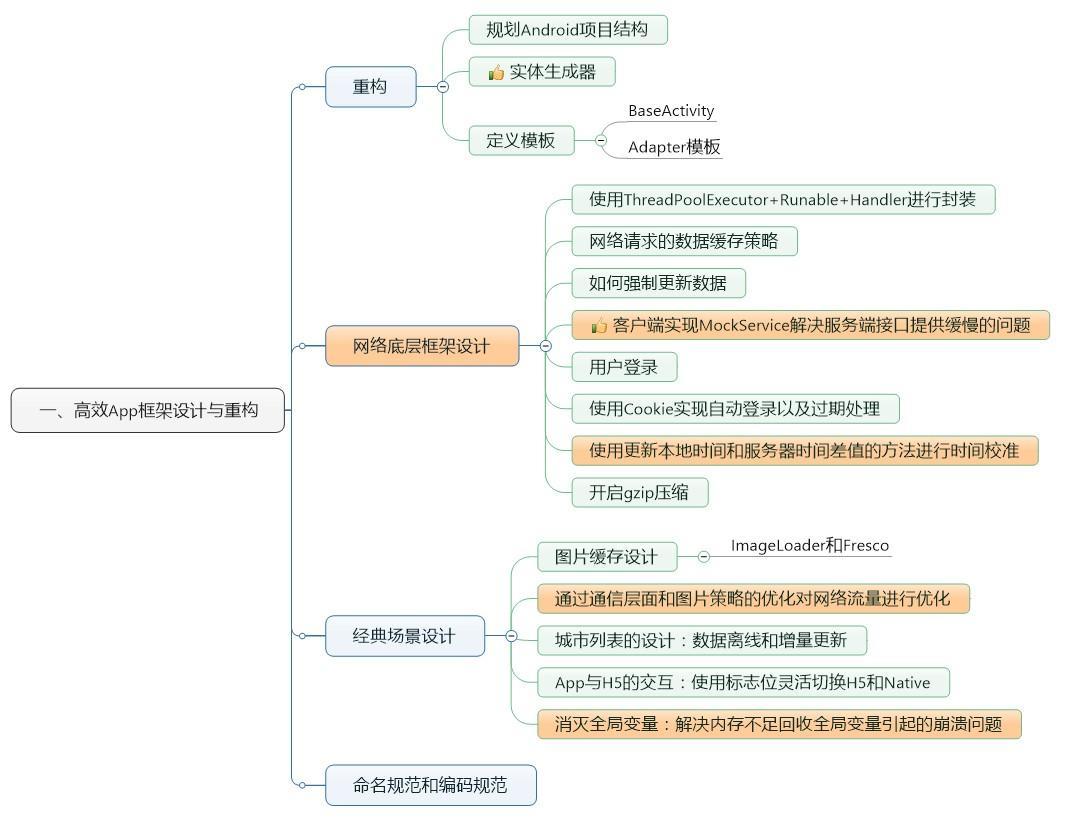 一、高效App框架设计与重构
重构
规划Android项目结构
实体生成器
定义模板
BaseActivity
Adapter模板
网络底层框架设计
使用ThreadPoolExecutor+Runable+Handler进行封装
网络请求的数据缓存策略
如何强制更新数据
客户端实现MockService解决服务端接口提供缓慢的问题
用户登录
使用Cookie实现自动登录以及过期处理
使用更新本地时间和服务器时间差值的方法进行时间校准
开启gzip压缩
经典场景设计
图片缓存设计
ImageLoader和Fresco
通过通信层面和图片策略的优化对网络流量进行优化
城市列表的设计：数据离线和增量更新
App与H5的交互：使用标志位灵活切换H5和Native
消灭全局变量：解决内存不足回收全局变量引起的崩溃问题
命名规范和编码规范